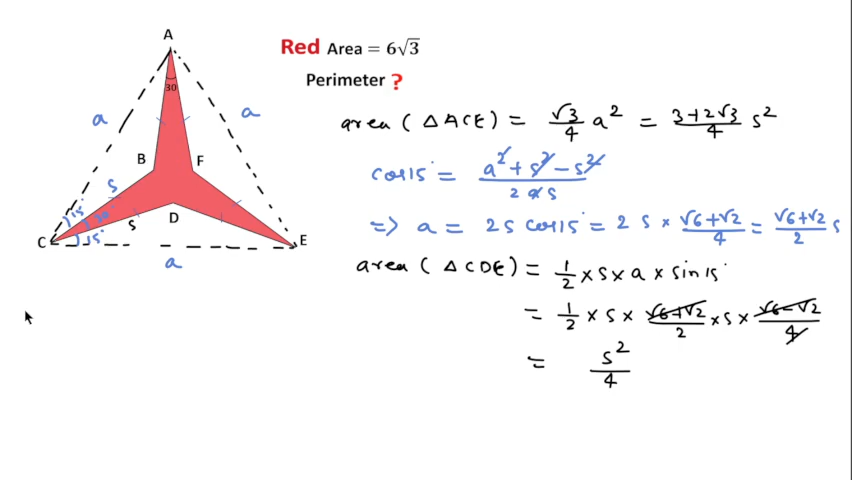 A
Red Area = 6√3
30
Perimeter ?
a
a
area (△ACE) = √3/4 a² = 3+2√3/4 s²
B
F
cos15° = a²+s²-s²/2as
s
15°
30°
s
D
⇒ a = 2s cos15° = 2s × √6+√2/4 = √6+√2/2 s
C
15°
E
a
area (△CDE) = 1/2 × s × a × sin15°
= 1/2 × s × √6+√2/2 × s × √6-√2/4
= s²/4